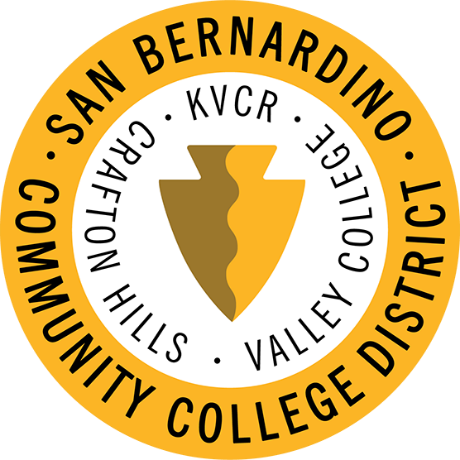 · SAN BERNARDINO ·
COMMUNITY COLLEGE DISTRICT
CRAFTON HILLS · KVCR · VALLEY COLLEGE ·